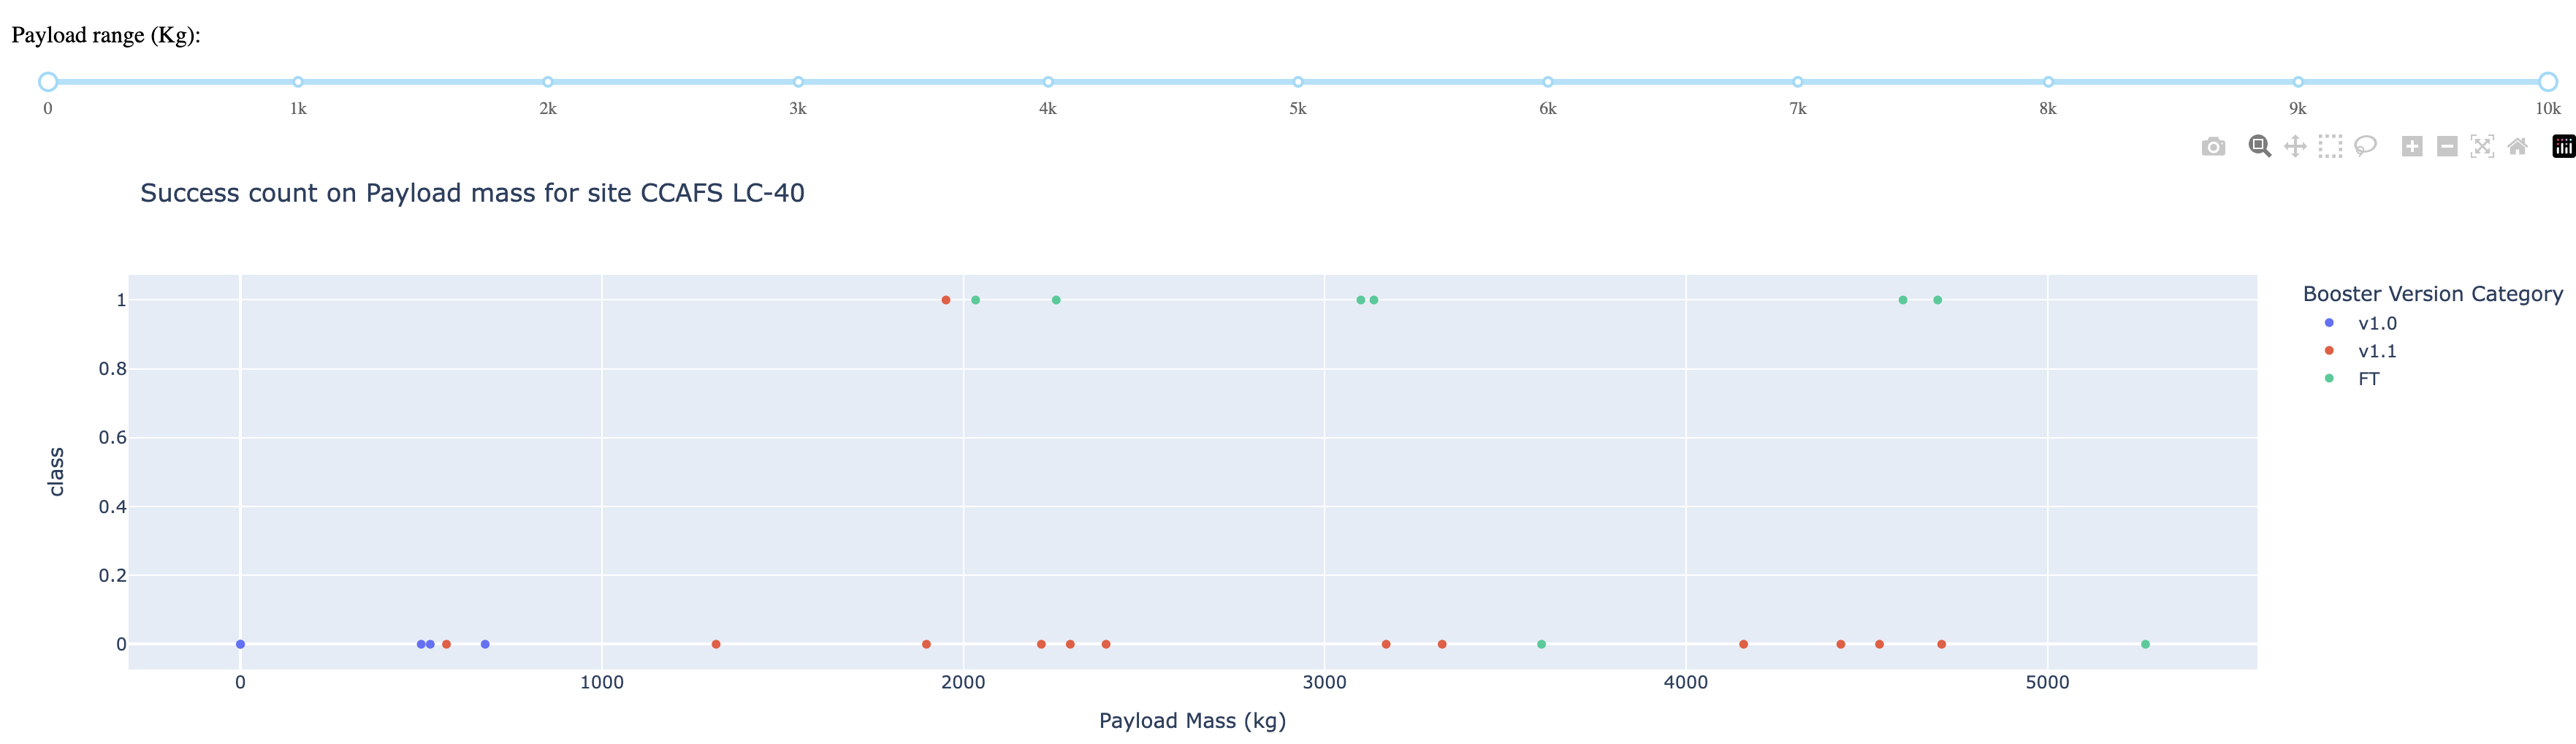 Payload range (Kg):
0 1k 2k 3k 4k 5k 6k 7k 8k 9k 10k
Success count on Payload mass for site CCAFS LC-40
Booster Version Category
v1.0
v1.1
FT
1
0.8
0.6
0.4
0.2
0
class
0 1000 2000 3000 4000 5000
Payload Mass (kg)